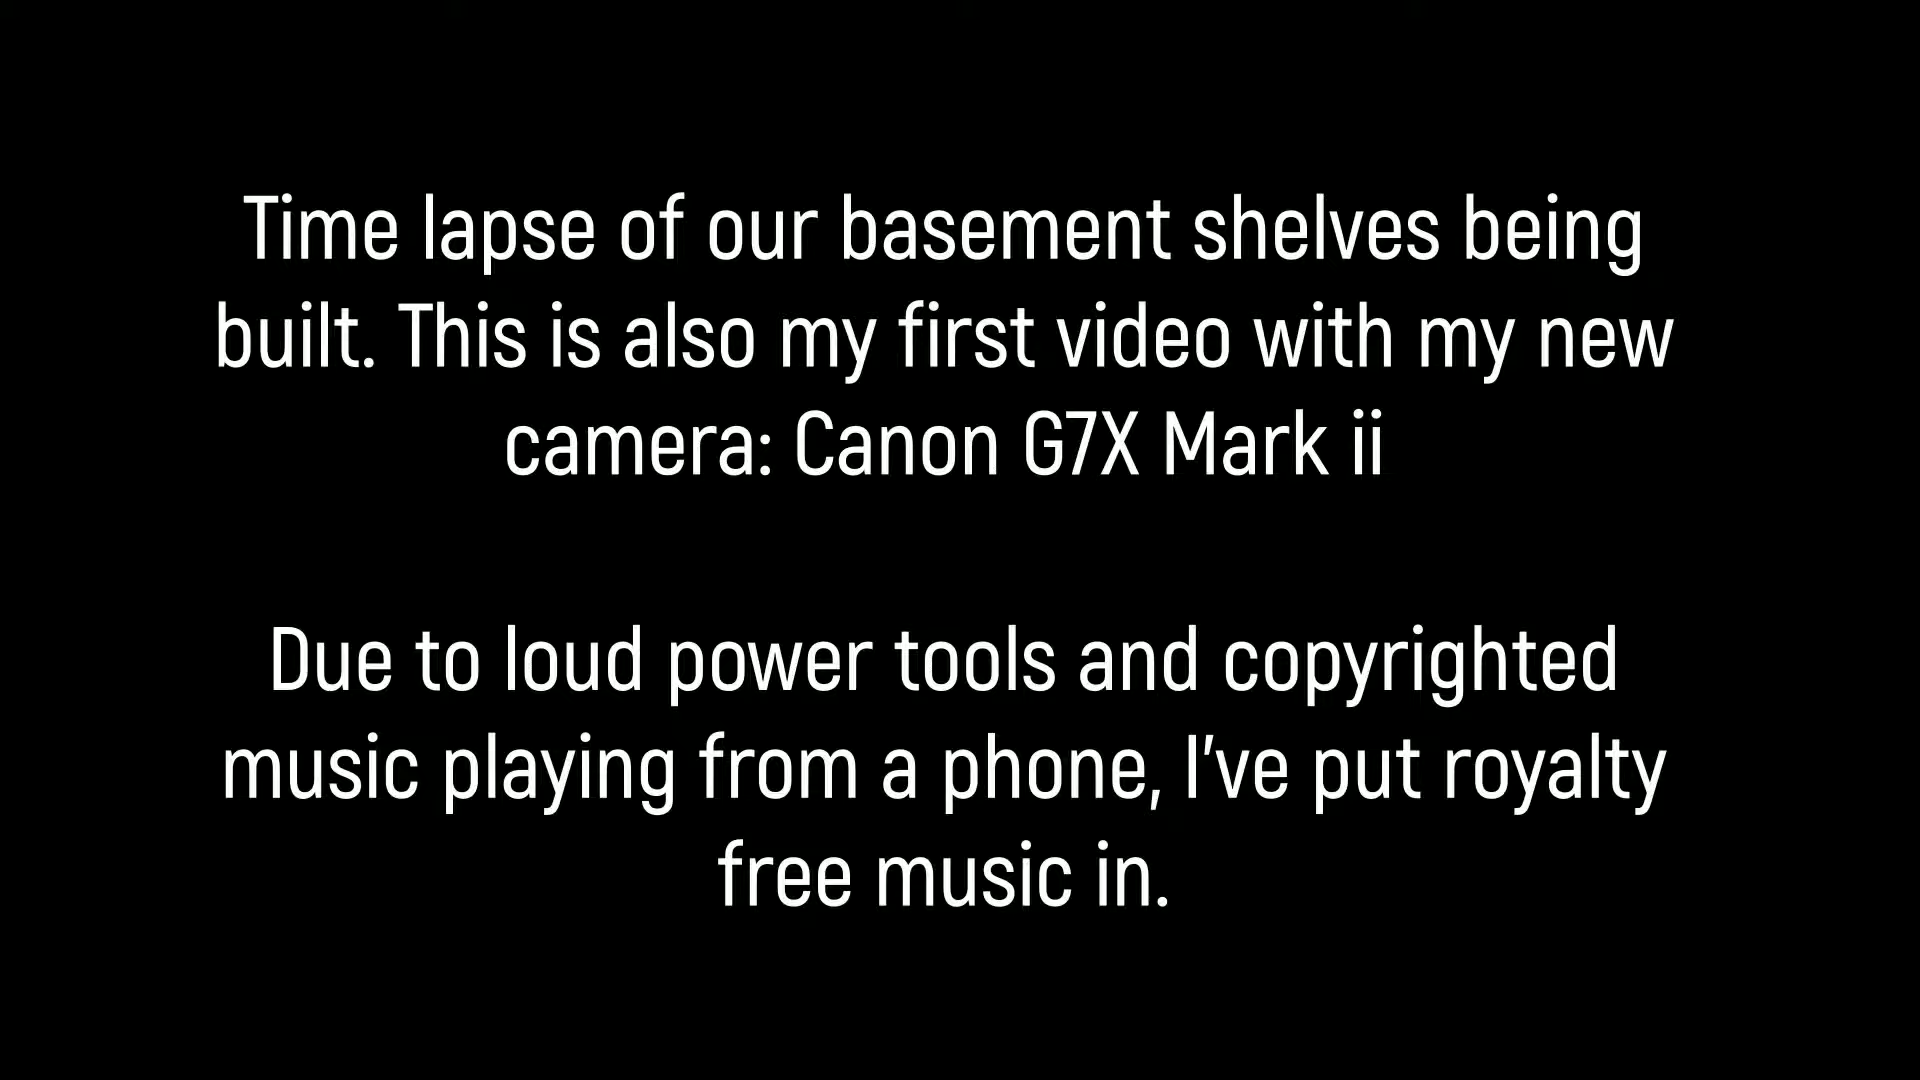 Time lapse of our basement shelves being
built. This is also my first video with my new
camera: Canon G7X Mark ii
Due to loud power tools and copyrighted
music playing from a phone, I've put royalty
free music in.